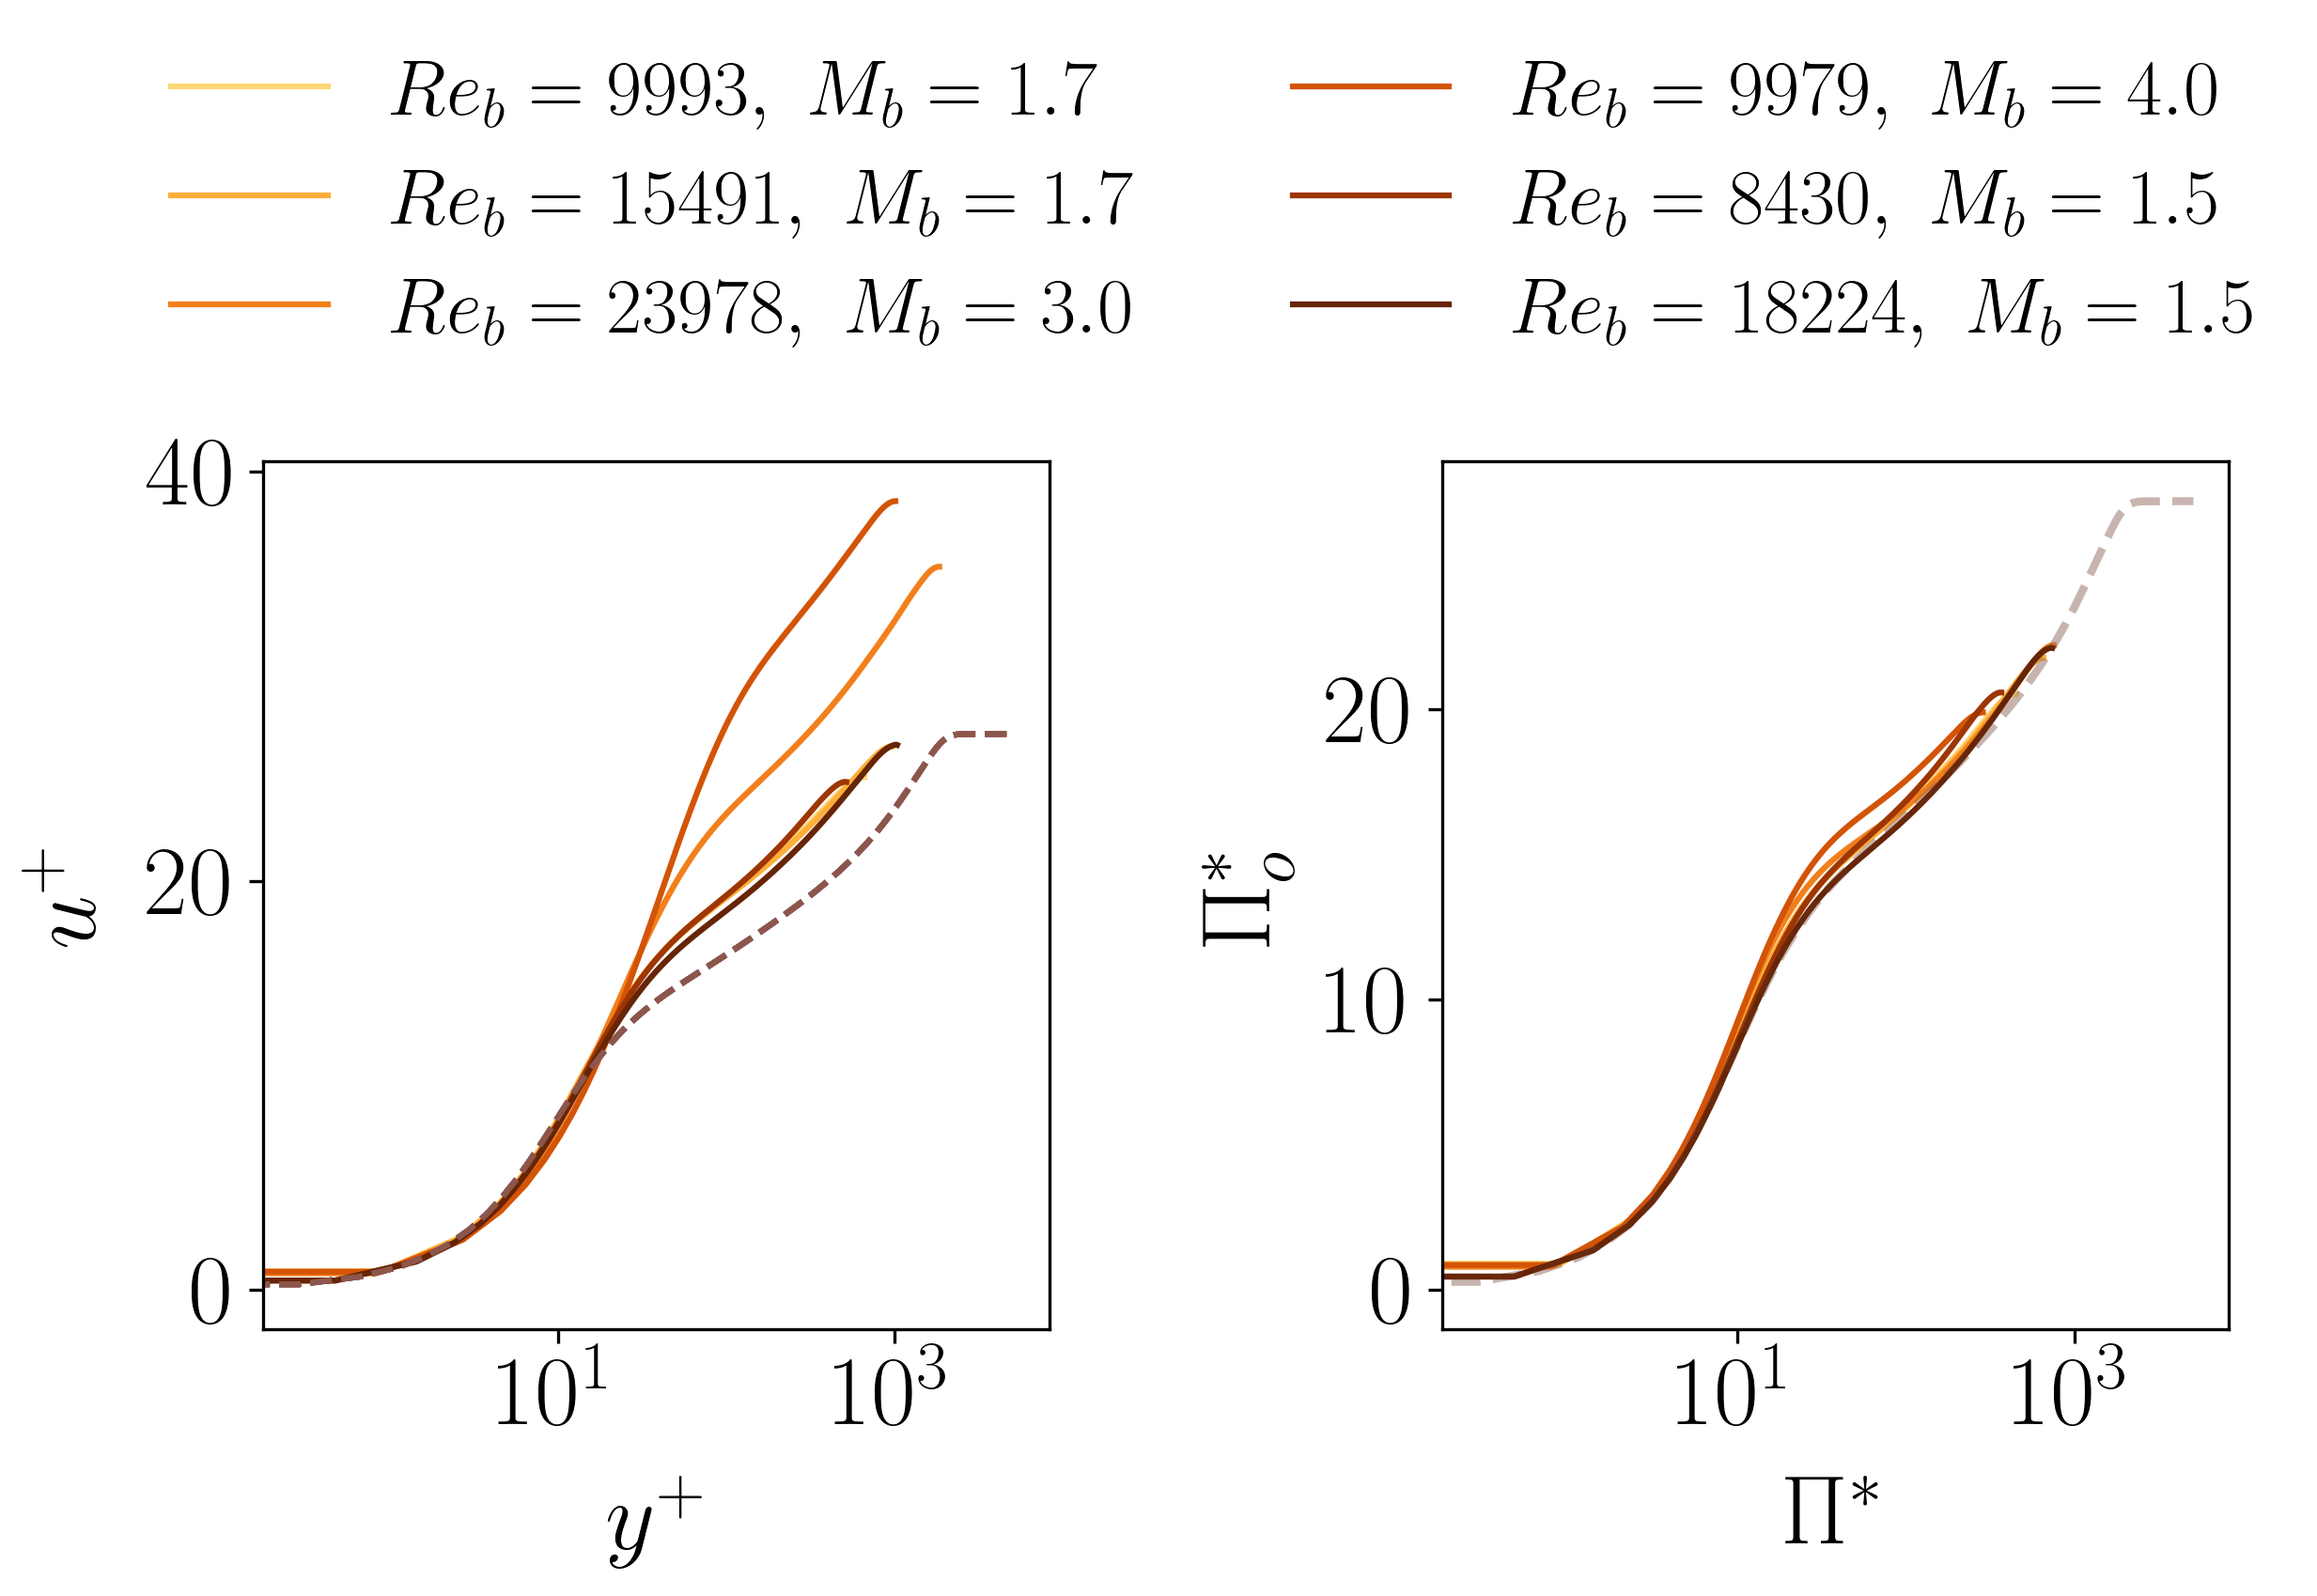 Re_b = 9993, M_b = 1.7
Re_b = 15491, M_b = 1.7
Re_b = 23978, M_b = 3.0
Re_b = 9979, M_b = 4.0
Re_b = 8430, M_b = 1.5
Re_b = 18224, M_b = 1.5
40
20
0
u^+
10^1
10^3
y^+
20
10
0
Π_o^*
10^1
10^3
Π^*